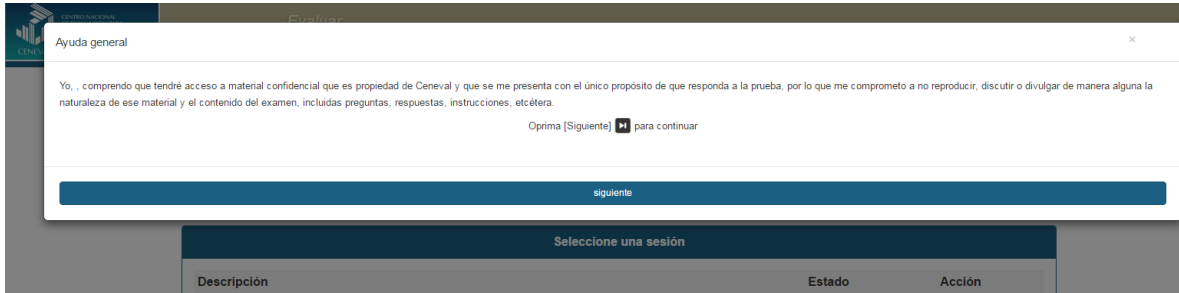 CENTRO NACIONAL
Evaluar
CENEV
Ayuda general
×
Yo, , comprendo que tendré acceso a material confidencial que es propiedad de Ceneval y que se me presenta con el único propósito de que responda a la prueba, por lo que me comprometo a no reproducir, discutir o divulgar de manera alguna la
naturaleza de ese material y el contenido del examen, incluidas preguntas, respuestas, instrucciones, etcétera.
Oprima [Siguiente] para continuar
siguiente
Seleccione una sesión
Descripción Estado Acción